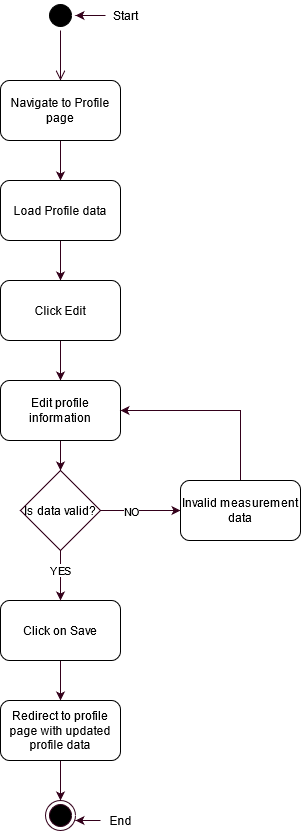 Start
Navigate to Profile
page
Load Profile data
Click Edit
Edit profile
information
Is data valid?
NO
Invalid measurement
data
YES
Click on Save
Redirect to profile
page with updated
profile data
End